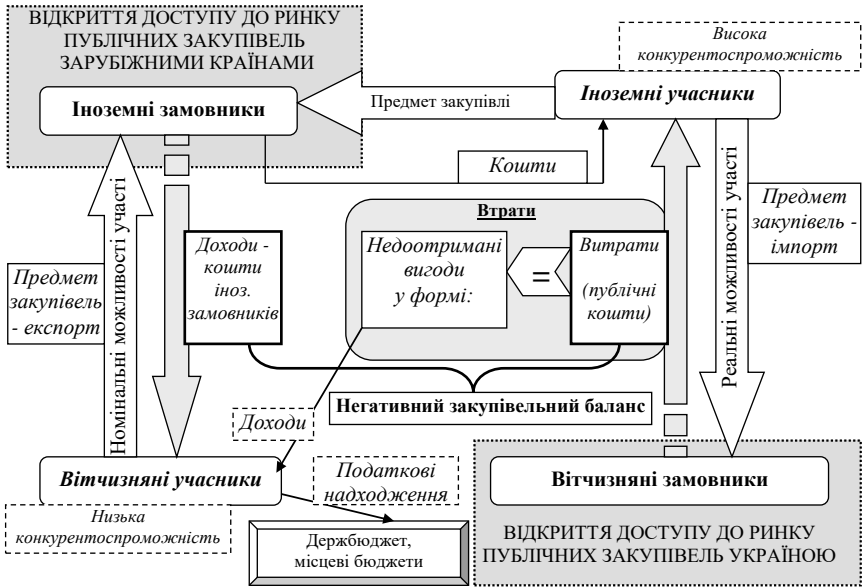 ВІДКРИТТЯ ДОСТУПУ ДО РИНКУ
ПУБЛІЧНИХ ЗАКУПІВЕЛЬ
ЗАРУБІЖНИМИ КРАЇНАМИ
Іноземні замовники
Предмет закупівлі
Висока
конкурентоспроможність
Іноземні учасники
Кошти
Номінальні можливості участі
Предмет
закупівель
- експорт
Доходи -
кошти
іноз.
замовників
Втрати
Недоотримані
вигоди
у формі:
=
Витрати
(публічні
кошти)
Реальні можливості участі
Предмет
закупівель -
імпорт
Негативний закупівельний баланс
Доходи
Вітчизняні учасники
Низька
конкурентоспроможність
Податкові
надходження
Держбюджет,
місцеві бюджети
Вітчизняні замовники
ВІДКРИТТЯ ДОСТУПУ ДО РИНКУ
ПУБЛІЧНИХ ЗАКУПІВЕЛЬ УКРАЇНОЮ